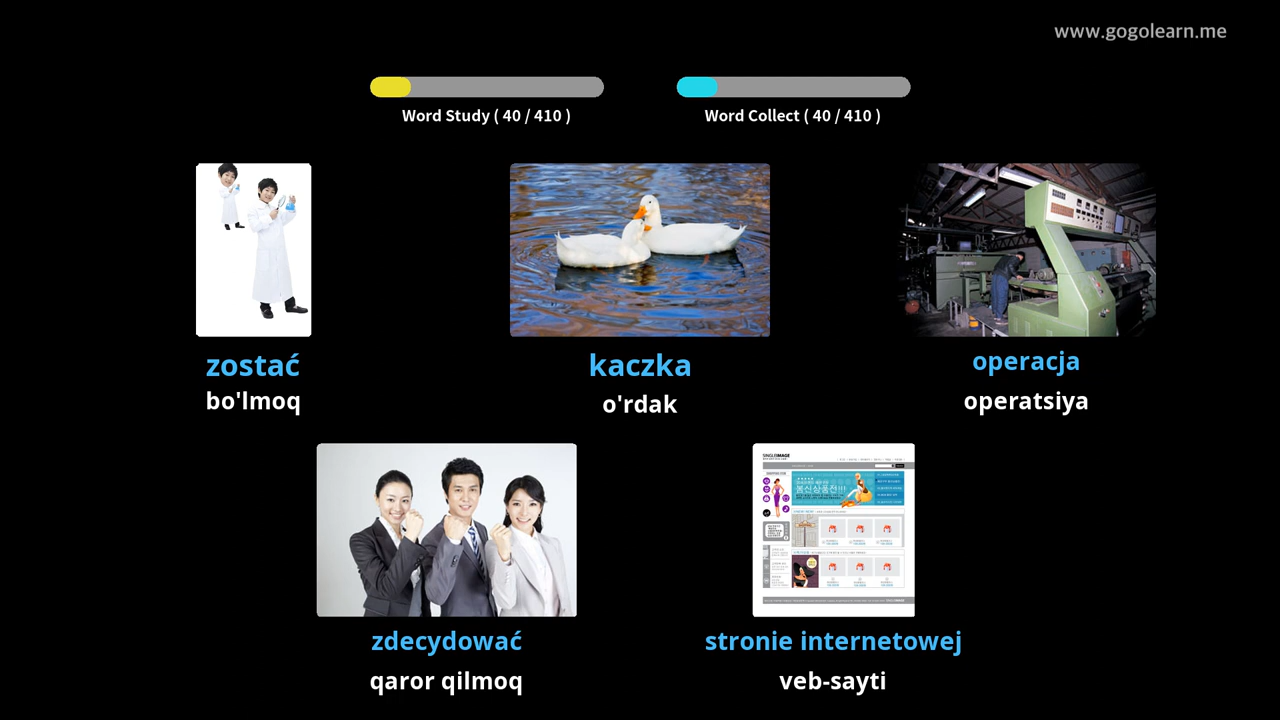 www.gogolearn.me
Word Study ( 40 / 410 )
Word Collect ( 40 / 410 )
zostać
bo'lmoq
kaczka
o'rdak
operacja
operatsiya
zdecydować
qaror qilmoq
stronie internetowej
veb-sayti